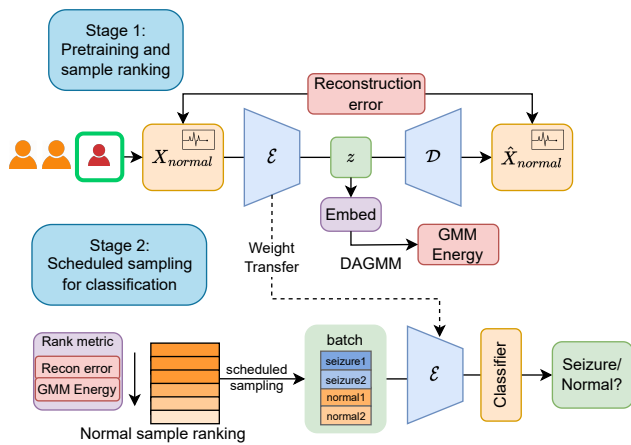 Stage 1:
Pretraining and
sample ranking
Reconstruction
error
X_normal
ℰ
z
𝒟
X̂_normal
Embed
DAGMM
GMM
Energy
Weight
Transfer
Stage 2:
Scheduled sampling
for classification
Rank metric
Recon error
GMM Energy
Normal sample ranking
scheduled
sampling
batch
seizure1
seizure2
normal1
normal2
ℰ
Classifier
Seizure/
Normal?